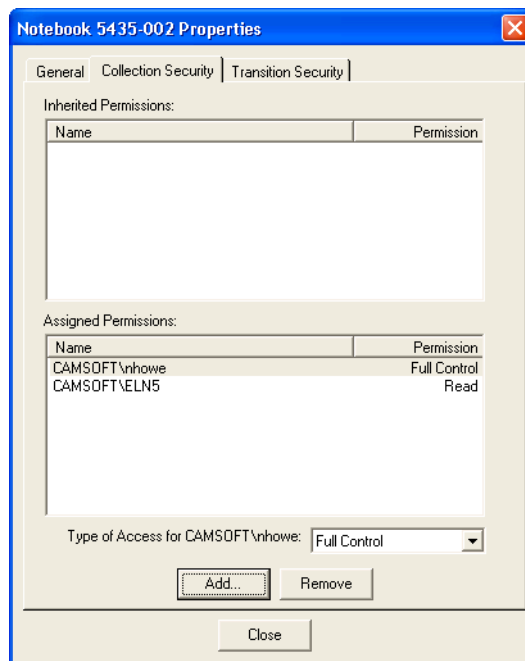 Notebook 5435-002 Properties
General Collection Security Transition Security
Inherited Permissions:
Name Permission
Assigned Permissions:
Name Permission
CAMSOFT\nhowe Full Control
CAMSOFT\ELN5 Read
Type of Access for CAMSOFT\nhowe: Full Control
Add... Remove
Close